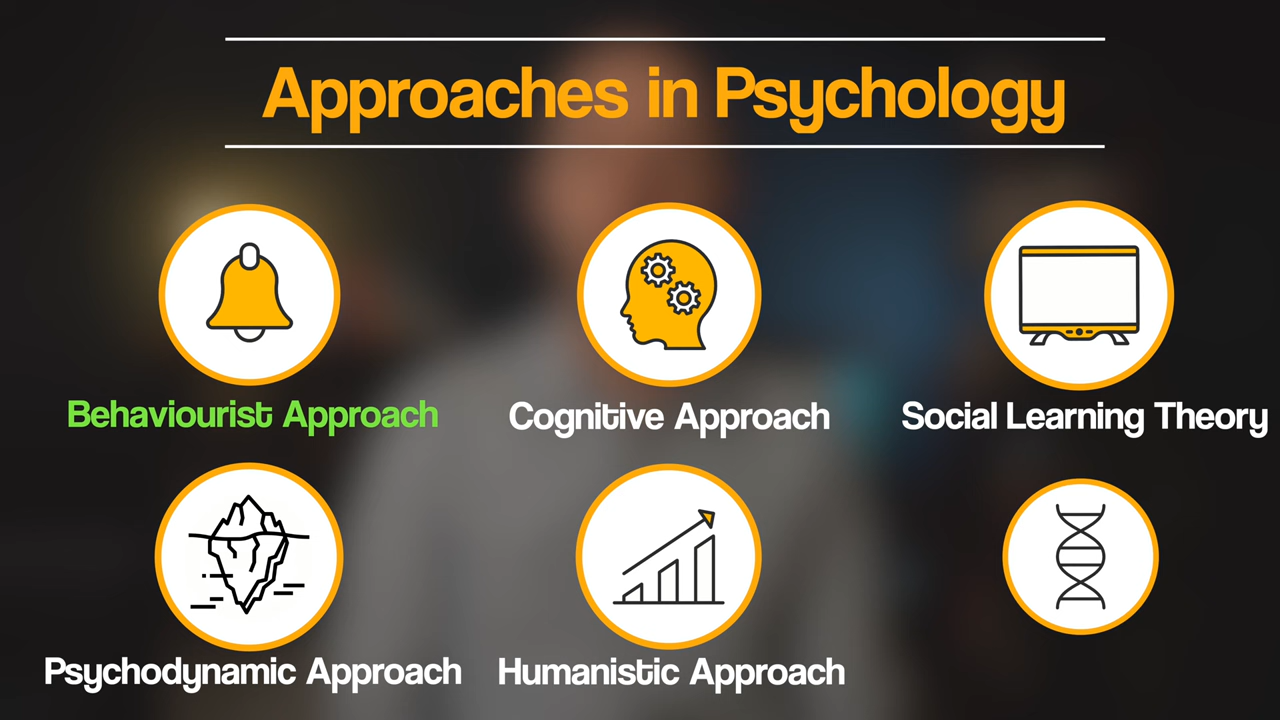 Approaches in Psychology
Behaviourist Approach
Cognitive Approach
Social Learning Theory
Psychodynamic Approach
Humanistic Approach